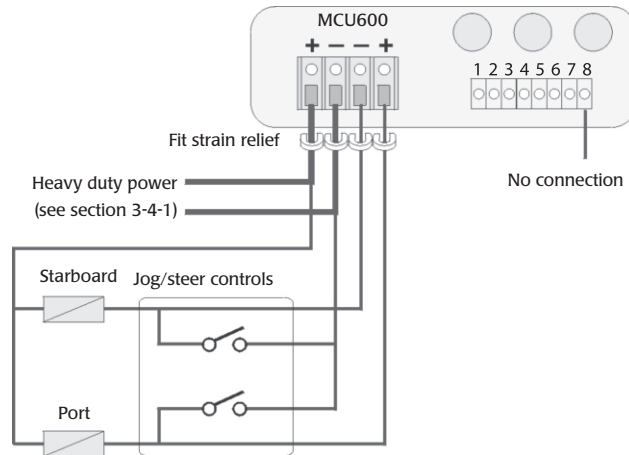 MCU600
+ – – +
1 2 3 4 5 6 7 8
Fit strain relief
Heavy duty power
(see section 3-4-1)
No connection
Starboard
Jog/steer controls
Port